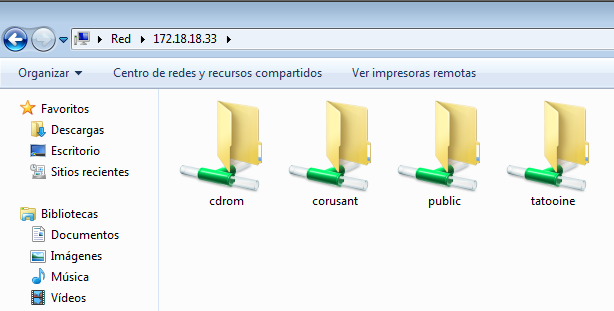 Red 172.18.18.33
Organizar Centro de redes y recursos compartidos Ver impresoras remotas
Favoritos
Descargas
Escritorio
Sitios recientes
Bibliotecas
Documentos
Imágenes
Música
Vídeos
cdrom corusant public tatooine